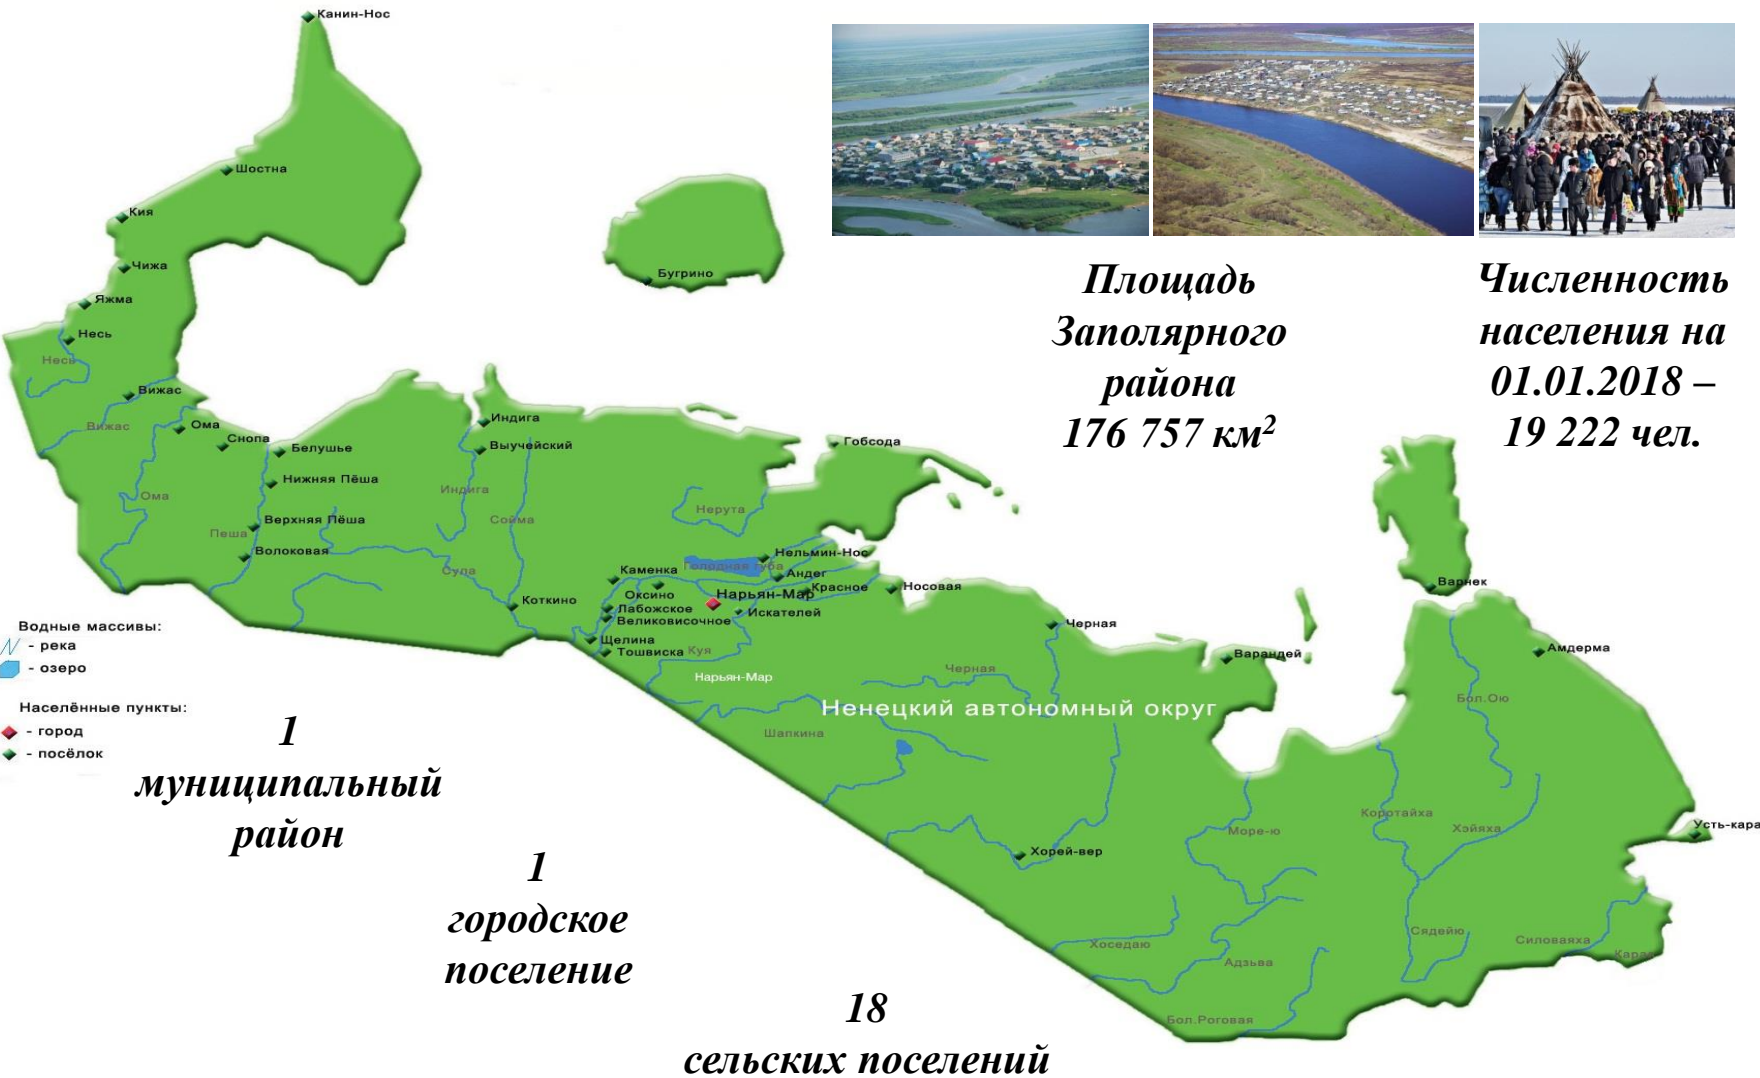 Канин-Нос
Шостна
Кия
Чижа
Яжма
Несь
Несь
Вижас
Вижас
Ома
Снопа
Белушье
Нижняя Пёша
Ома
Верхняя Пёша
Пеша
Волоковая
Бугрино
Индига
Выучейский
Индига
Сойма
Сула
Коткино
Гобсода
Нерута
Нельмин-Нос
Голодная губа
Каменка
Андег
Оксино
Нарьян-Мар
Красное
Носовая
Лабожское
Искателей
Великовисочное
Щелина
Тошвиска
Куя
Нарьян-Мар
Черная
Черная
Варандей
Варнек
Амдерма
Ненецкий автономный округ
Шапкина
Бол.Ою
Коротайха
Хэйяха
Море-ю
Усть-кара
Хорей-вер
Хоседаю
Адзьва
Сядейю
Силоваяха
Бол.Роговая
Площадь
Заполярного
района
176 757 км²
Численность
населения на
01.01.2018 –
19 222 чел.
Водные массивы:
- река
- озеро
Населённые пункты:
- город
- посёлок
1
муниципальный
район
1
городское
поселение
18
сельских поселений